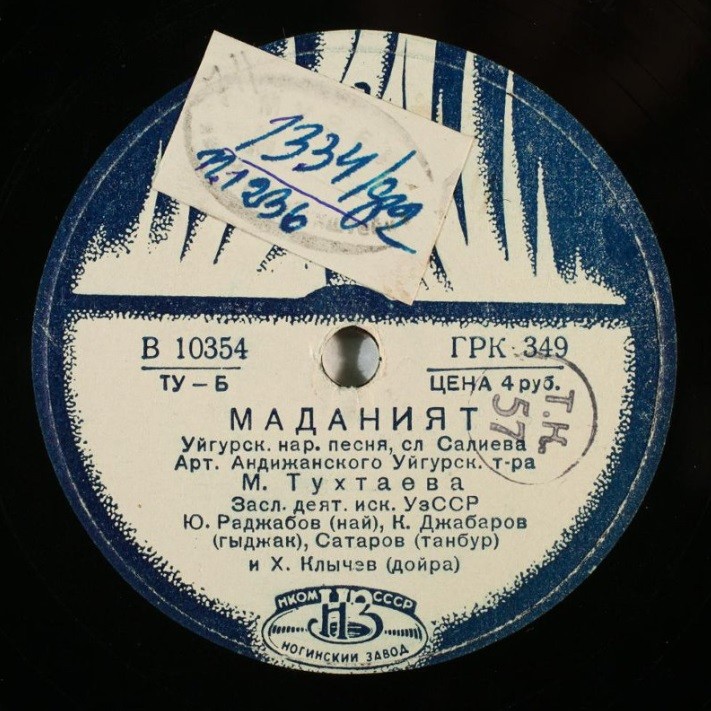 1334/892
п.1236
В 10354
ТУ – Б
ГРК 349
ЦЕНА 4 руб.
Т.К.
57
МАДАНИЯТ
Уйгурск. нар. песня, сл Салиева
Арт. Андижанского Уйгурск. т-ра
М. Тухтаева
Засл. деят. иск. УзССР
Ю. Раджабов (най), К. Джабаров
(гыджак), Сатаров (танбур)
и Х. Клычев (дойра)
НКОМ СССР
НЗ
НОГИНСКИЙ ЗАВОД